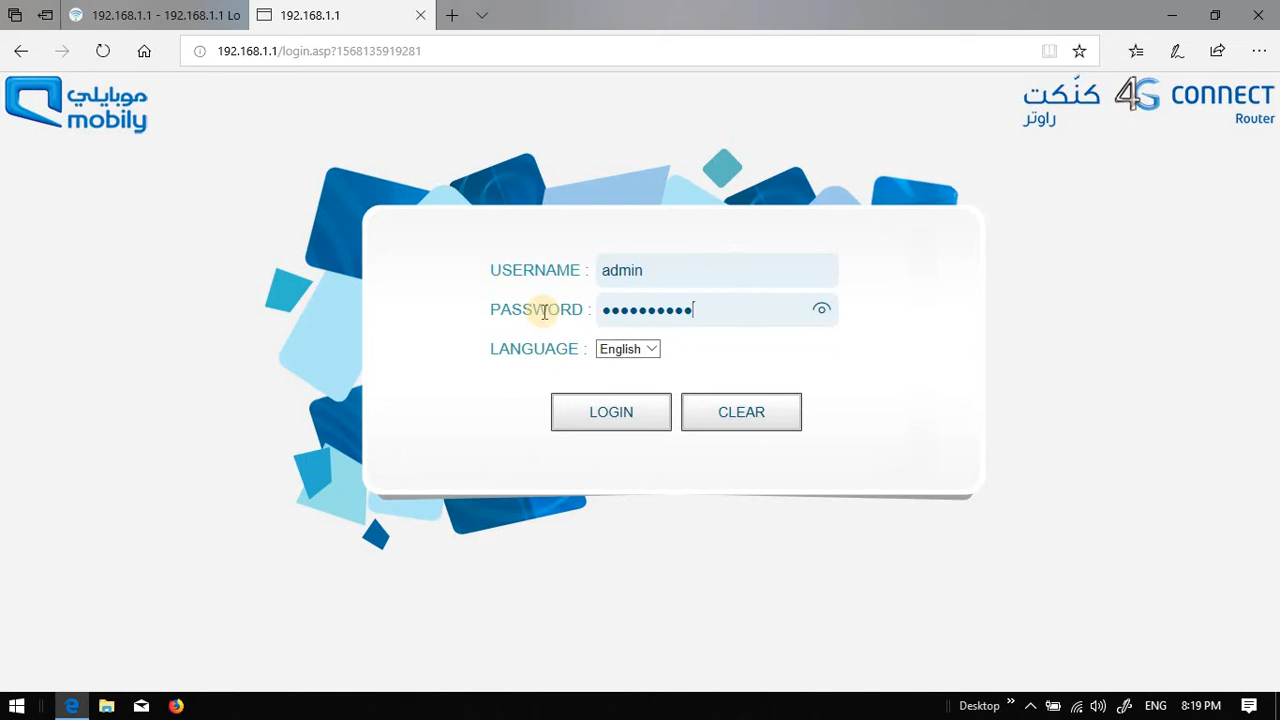 192.168.1.1 - 192.168.1.1 Lo
192.168.1.1
192.168.1.1/login.asp?1568135919281
موبايلي
mobily
كنّكت 4G CONNECT
راوتر Router
USERNAME : admin
PASSWORD : ●●●●●●●●●●
LANGUAGE : English
LOGIN CLEAR
Desktop ENG 8:19 PM